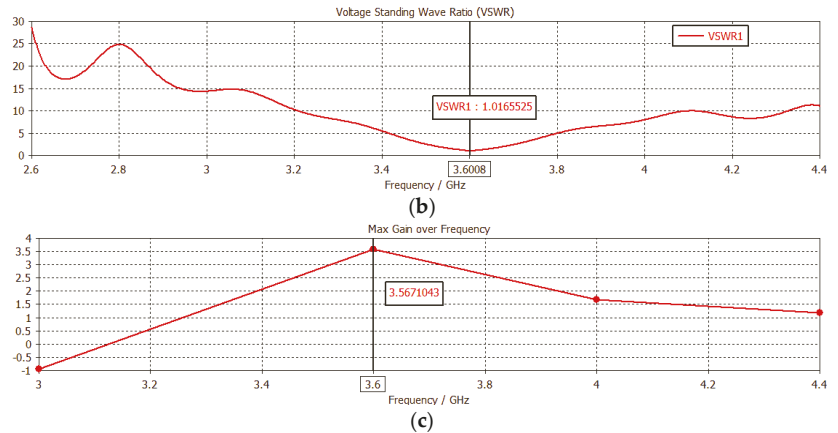 Voltage Standing Wave Ratio (VSWR)
30
25
20
15
10
5
0
VSWR1
VSWR1 : 1.0165525
2.6 2.8 3 3.2 3.4 3.6008 3.8 4 4.2 4.4
Frequency / GHz
(b)
Max Gain over Frequency
4
3.5
3
2.5
2
1.5
1
0.5
0
-0.5
-1
3.5671043
3 3.2 3.4 3.6 3.8 4 4.2 4.4
Frequency / GHz
(c)